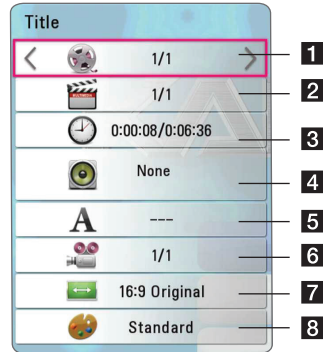 Title
1/1 1
1/1 2
0:00:08/0:06:36 3
None 4
A --- 5
1/1 6
16:9 Original 7
Standard 8